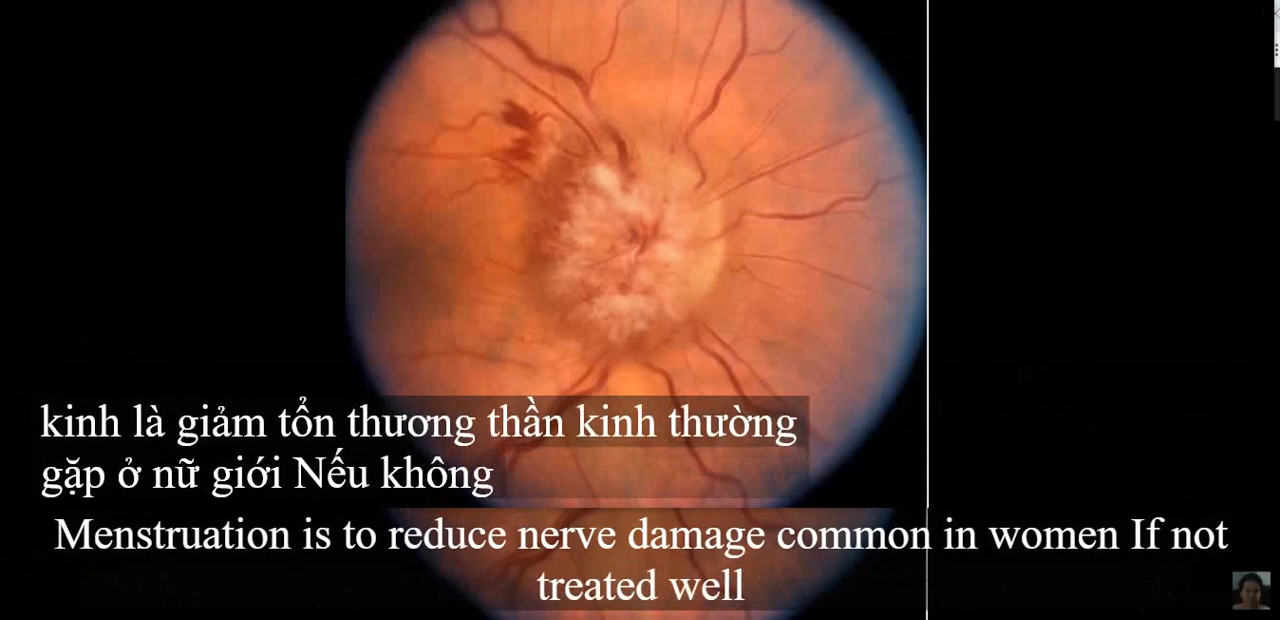 kinh là giảm tổn thương thần kinh thường
gặp ở nữ giới Nếu không
Menstruation is to reduce nerve damage common in women If not
treated well